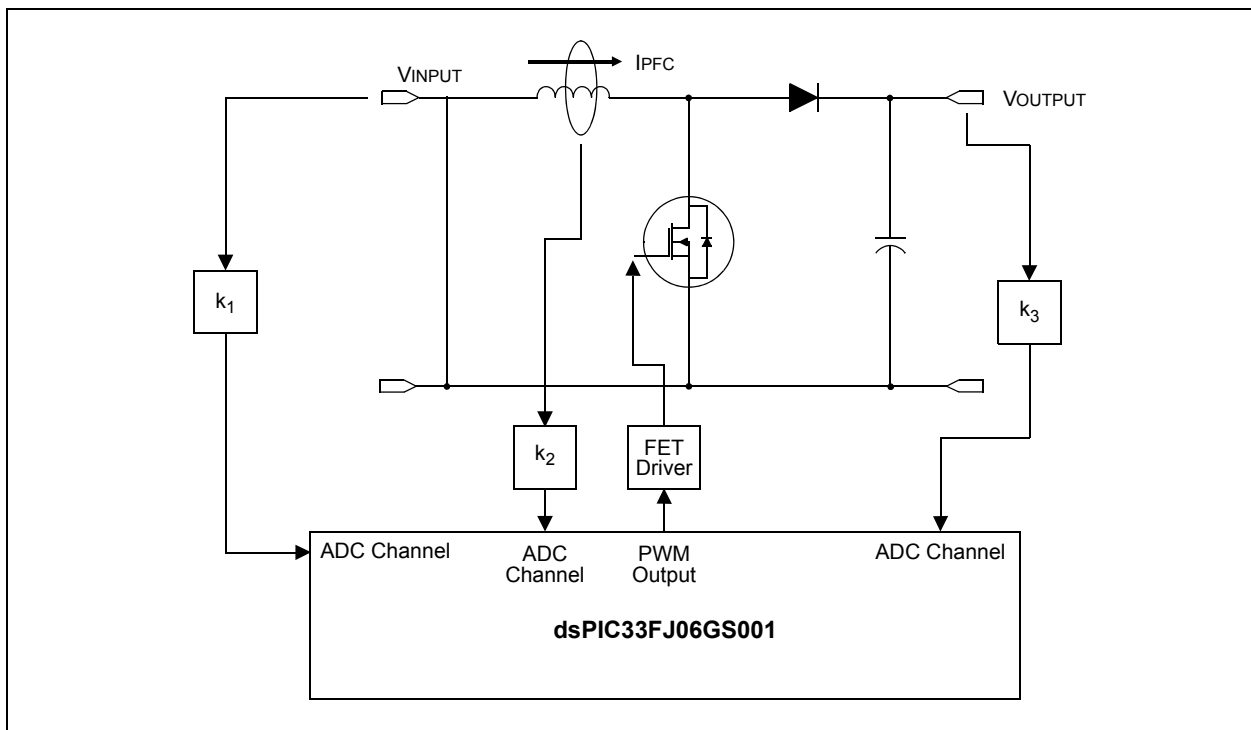 IPFC
VINPUT
VOUTPUT
k1
k3
k2
FET
Driver
ADC Channel
ADC
Channel
PWM
Output
ADC Channel
dsPIC33FJ06GS001